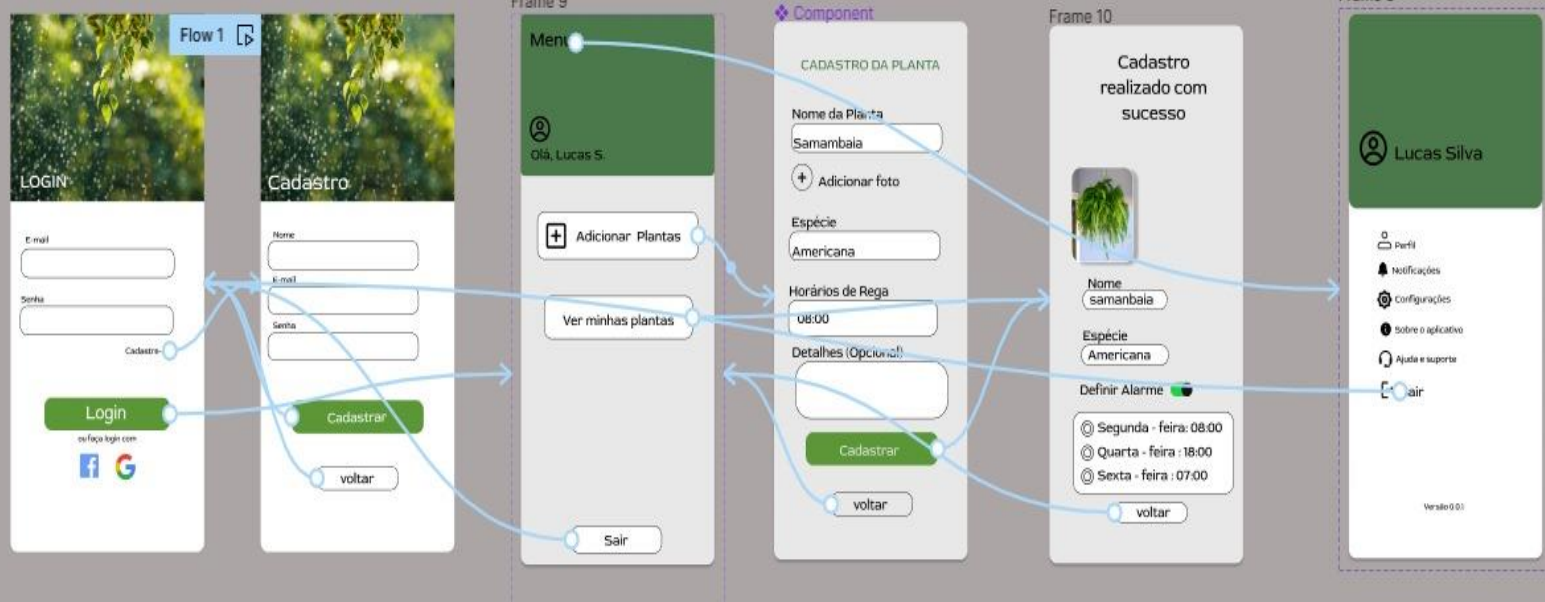 Flow 1
LOGIN
E-mail
Senha
Cadastre-
Login
ou faça login com
f G
Cadastro
Nome
E-mail
Senha
Cadastrar
voltar
Frame 9
Menu
Olá, Lucas S.
Adicionar Plantas
Ver minhas plantas
Sair
Component
CADASTRO DA PLANTA
Nome da Planta
Samambaia
Adicionar foto
Espécie
Americana
Horários de Rega
08:00
Detalhes (Opcional)
Cadastrar
voltar
Frame 10
Cadastro
realizado com
sucesso
Nome
samanbaia
Espécie
Americana
Definir Alarme
Segunda - feira: 08:00
Quarta - feira : 18:00
Sexta - feira : 07:00
voltar
Lucas Silva
Perfil
Notificações
Configurações
Sobre o aplicativo
Ajuda e suporte
Sair
Versão 0.0.1